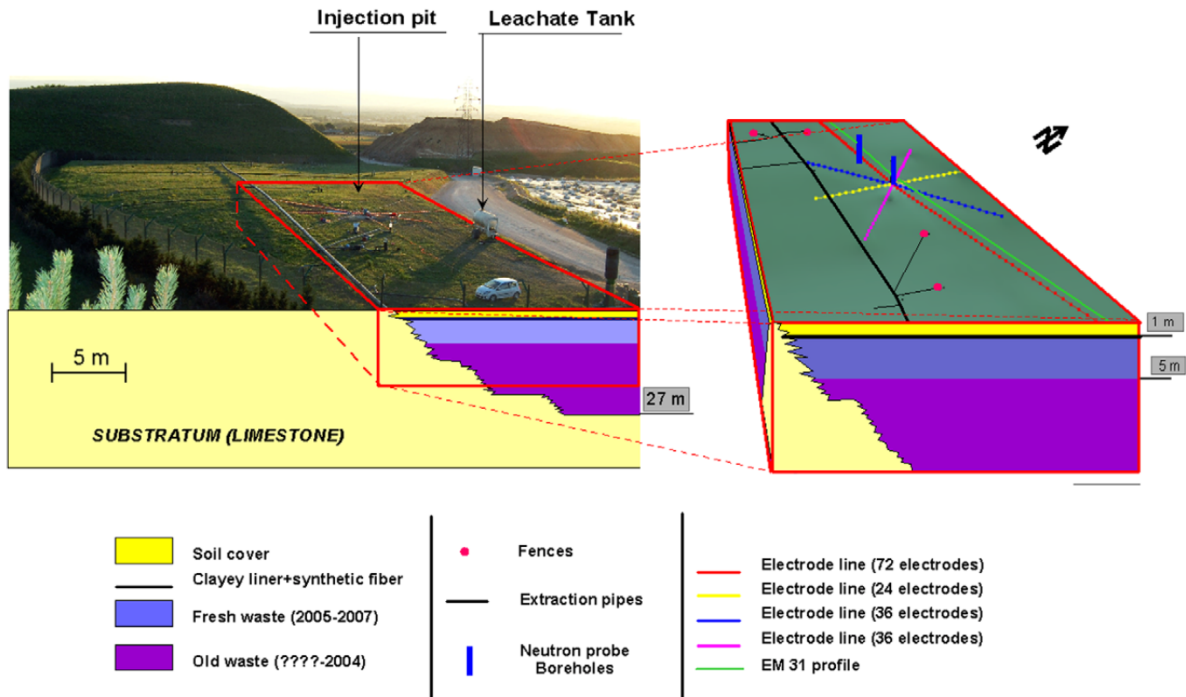 Injection pit
Leachate Tank
N
1 m
5 m
5 m
27 m
SUBSTRATUM (LIMESTONE)
Soil cover
Clayey liner+synthetic fiber
Fresh waste (2005-2007)
Old waste (????-2004)
Fences
Extraction pipes
Neutron probe
Boreholes
Electrode line (72 electrodes)
Electrode line (24 electrodes)
Electrode line (36 electrodes)
Electrode line (36 electrodes)
EM 31 profile